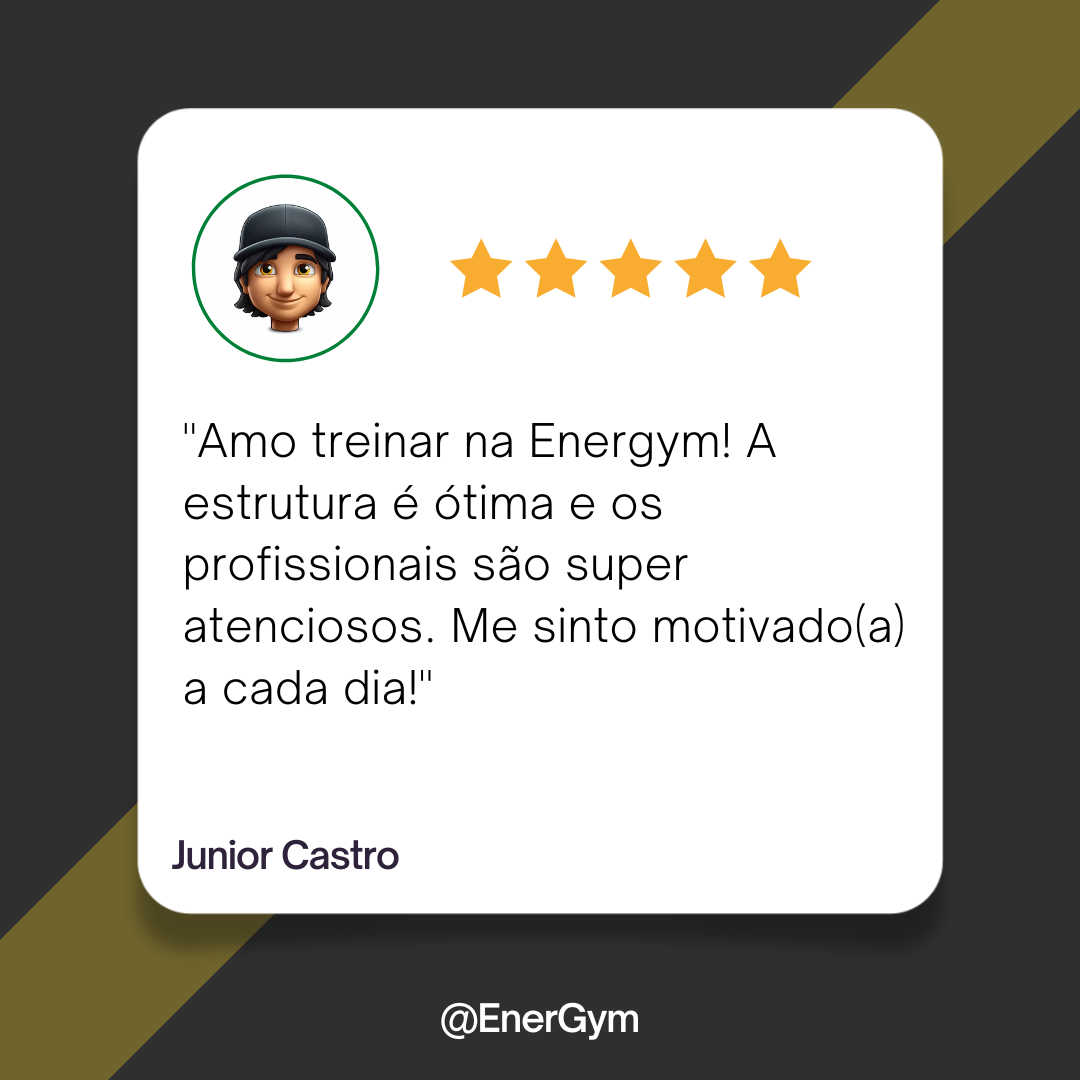 "Amo treinar na Energym! A
estrutura é ótima e os
profissionais são super
atenciosos. Me sinto motivado(a)
a cada dia!"
Junior Castro
@EnerGym